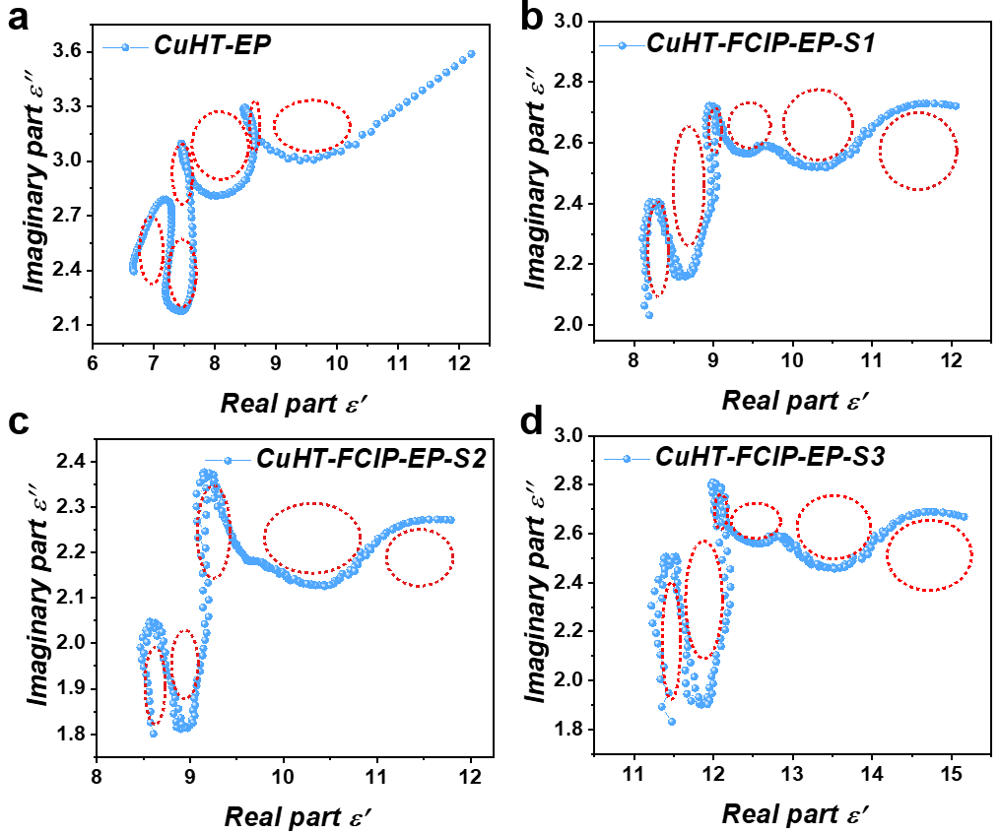 a
CuHT-EP
3.6
3.3
3.0
2.7
2.4
2.1
6 7 8 9 10 11 12
Imaginary part ε″
Real part ε′
b
CuHT-FCIP-EP-S1
3.0
2.8
2.6
2.4
2.2
2.0
8 9 10 11 12
Imaginary part ε″
Real part ε′
c
CuHT-FCIP-EP-S2
2.4
2.3
2.2
2.1
2.0
1.9
1.8
8 9 10 11 12
Imaginary part ε″
Real part ε′
d
CuHT-FCIP-EP-S3
3.0
2.8
2.6
2.4
2.2
2.0
1.8
11 12 13 14 15
Imaginary part ε″
Real part ε′